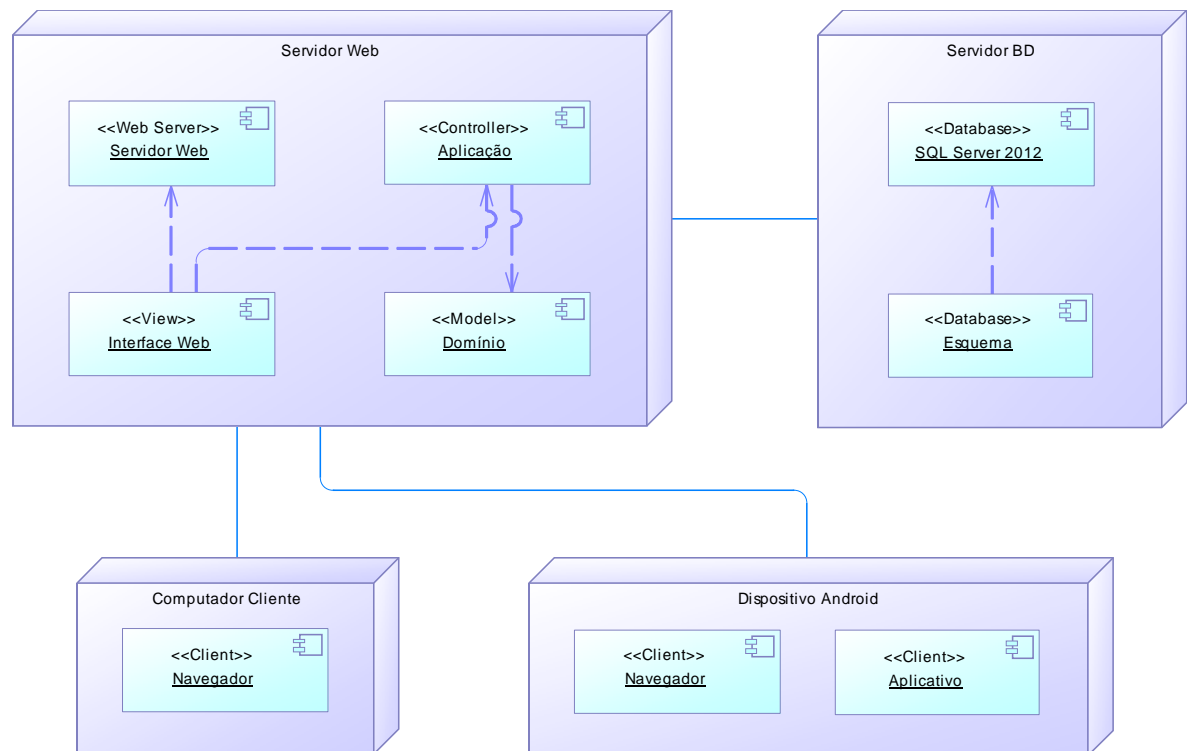 Servidor Web
<<Web Server>>
Servidor Web
<<Controller>>
Aplicação
<<View>>
Interface Web
<<Model>>
Domínio
Servidor BD
<<Database>>
SQL Server 2012
<<Database>>
Esquema
Computador Cliente
<<Client>>
Navegador
Dispositivo Android
<<Client>>
Navegador
<<Client>>
Aplicativo